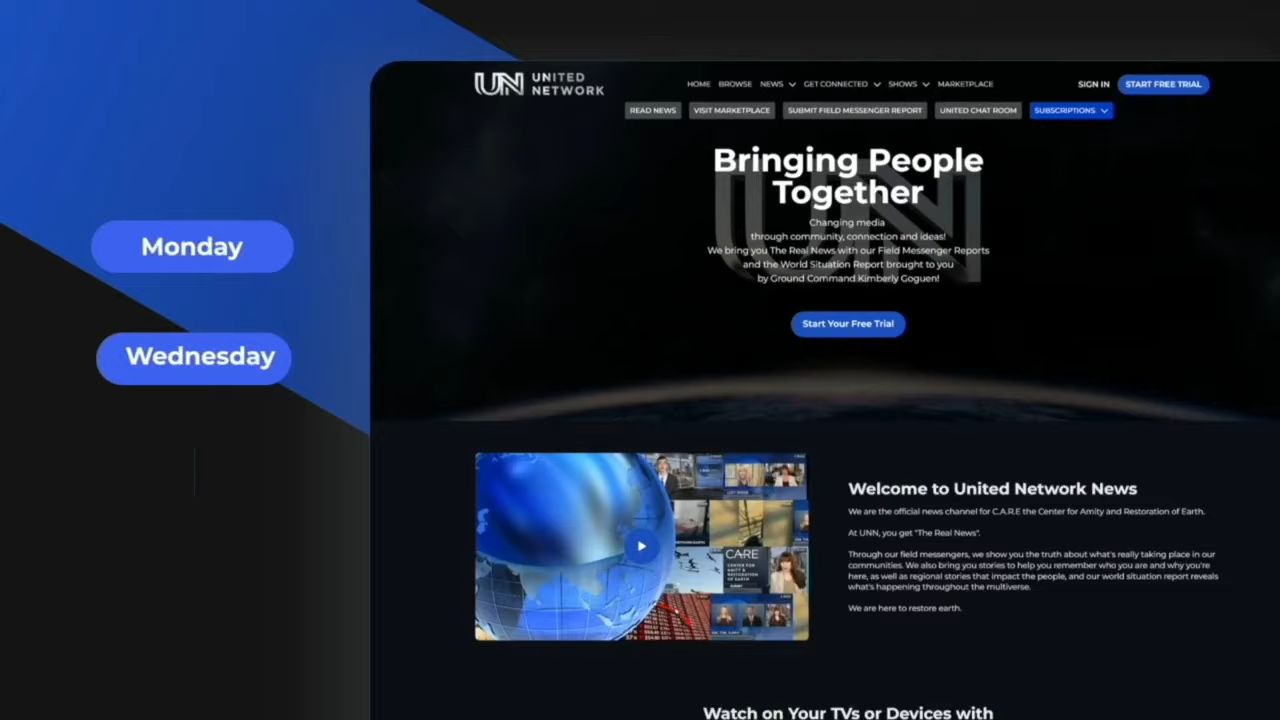 Monday
Wednesday
UN UNITED
NETWORK
HOME BROWSE NEWS GET CONNECTED SHOWS MARKETPLACE
SIGN IN START FREE TRIAL
READ NEWS VISIT MARKETPLACE SUBMIT FIELD MESSENGER REPORT UNITED CHAT ROOM SUBSCRIPTIONS
Bringing People
Together
UN
Changing media
through community, connection and ideas!
We bring you The Real News with our Field Messenger Reports
and the World Situation Report brought to you
by Ground Command Kimberly Goguen!
Start Your Free Trial
CARE
CENTER FOR
AMITY &
RESTORATION
OF EARTH
Welcome to United Network News
We are the official news channel for C.A.R.E the Center for Amity and Restoration of Earth.
At UNN, you get "The Real News".
Through our field messengers, we show you the truth about what's really taking place in our
communities. We also bring you stories to help you remember who you are and why you're
here, as well as regional stories that impact the people, and our world situation report reveals
what's happening throughout the multiverse.
We are here to restore earth.
Watch on Your TVs or Devices with